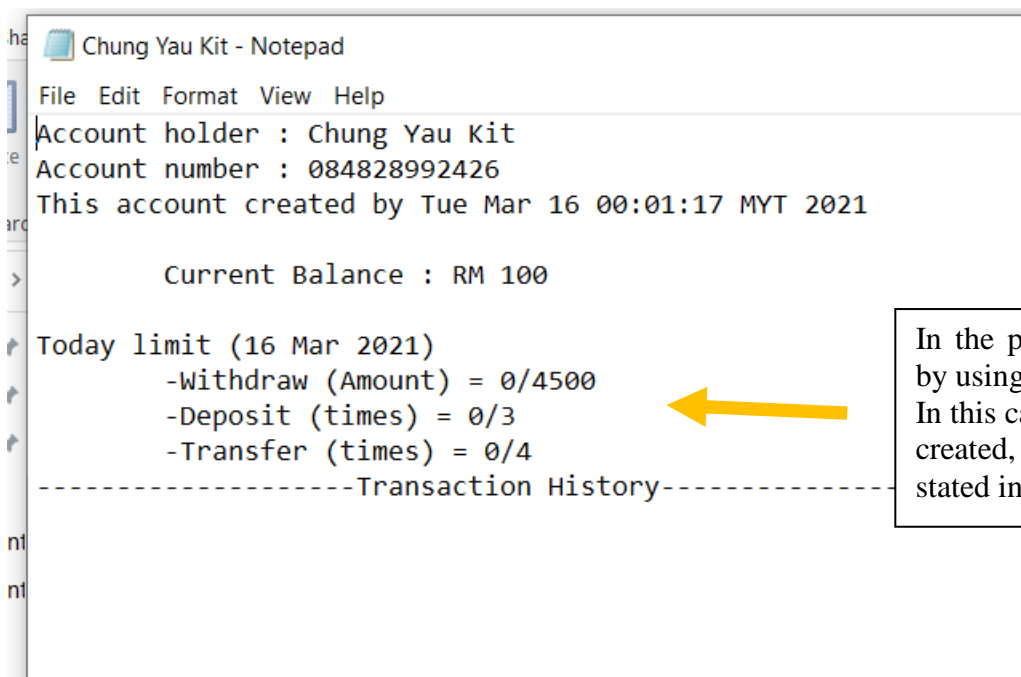 Chung Yau Kit - Notepad
File Edit Format View Help
Account holder : Chung Yau Kit
Account number : 084828992426
This account created by Tue Mar 16 00:01:17 MYT 2021
Current Balance : RM 100
Today limit (16 Mar 2021)
-Withdraw (Amount) = 0/4500
-Deposit (times) = 0/3
-Transfer (times) = 0/4
--------------------Transaction History---------------
In the
by using
In this
created,
stated in